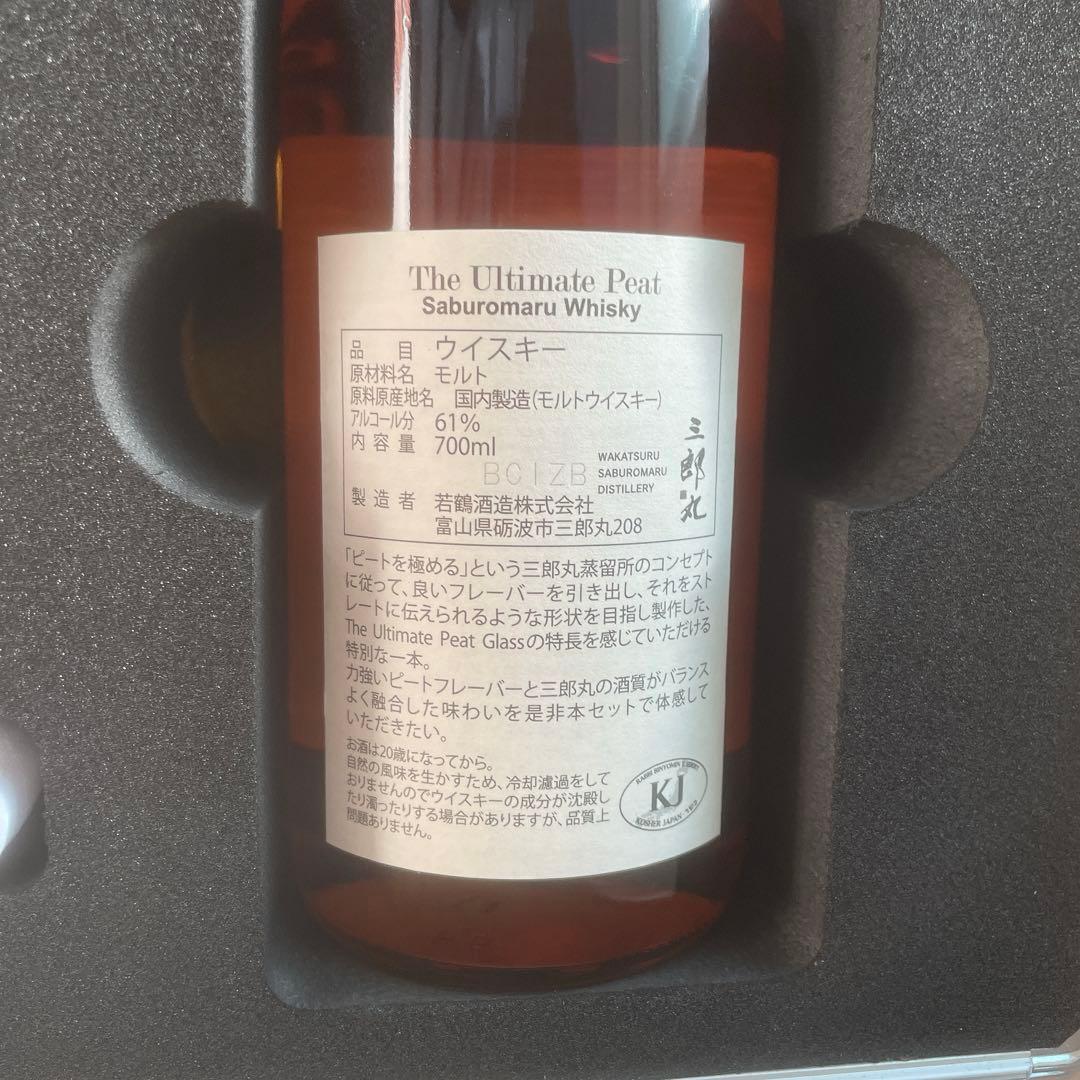 The Ultimate Peat
Saburomaru Whisky
品目 ウイスキー
原材料名 モルト
原料原産地名 国内製造(モルトウイスキー)
アルコール分 61%
内容量 700ml
BC1ZB
WAKATSURU
SABUROMARU
DISTILLERY
三郎丸
製造者 若鶴酒造株式会社
富山県砺波市三郎丸208
「ピートを極める」という三郎丸蒸留所のコンセプト
に従って、良いフレーバーを引き出し、それをスト
レートに伝えられるような形状を目指し製作した、
The Ultimate Peat Glassの特長を感じていただける
特別な一本。
力強いピートフレーバーと三郎丸の酒質がバランス
よく融合した味わいを是非本セットで体感して
いただきたい。
お酒は20歳になってから。
自然の風味を生かすため、冷却濾過をして
おりませんのでウイスキーの成分が沈殿し
たり濁ったりする場合がありますが、品質上
問題ありません。
RABBI BINYOMIN
KJ
KOSHER JAPAN